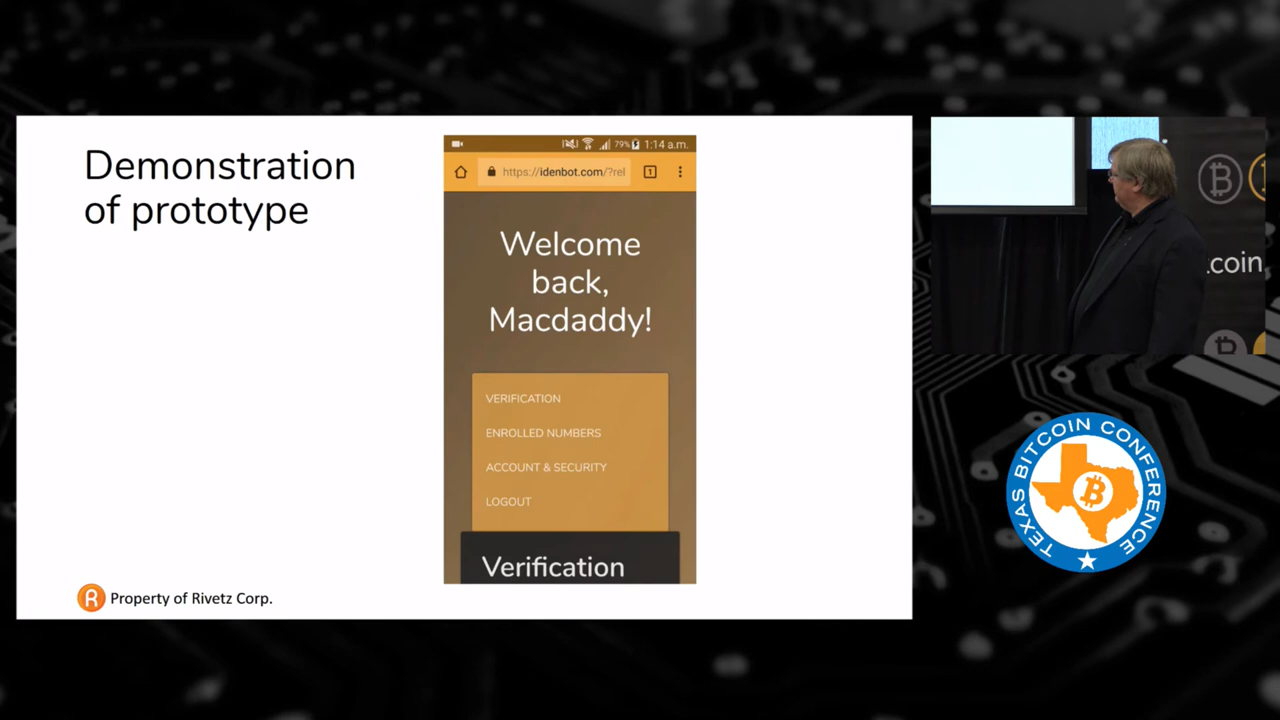 Demonstration
of prototype
79% 1:14 a.m.
https://idenbot.com/?rel
1
Welcome
back,
Macdaddy!
VERIFICATION
ENROLLED NUMBERS
ACCOUNT & SECURITY
LOGOUT
Verification
R Property of Rivetz Corp.
coin
TEXAS BITCOIN CONFERENCE